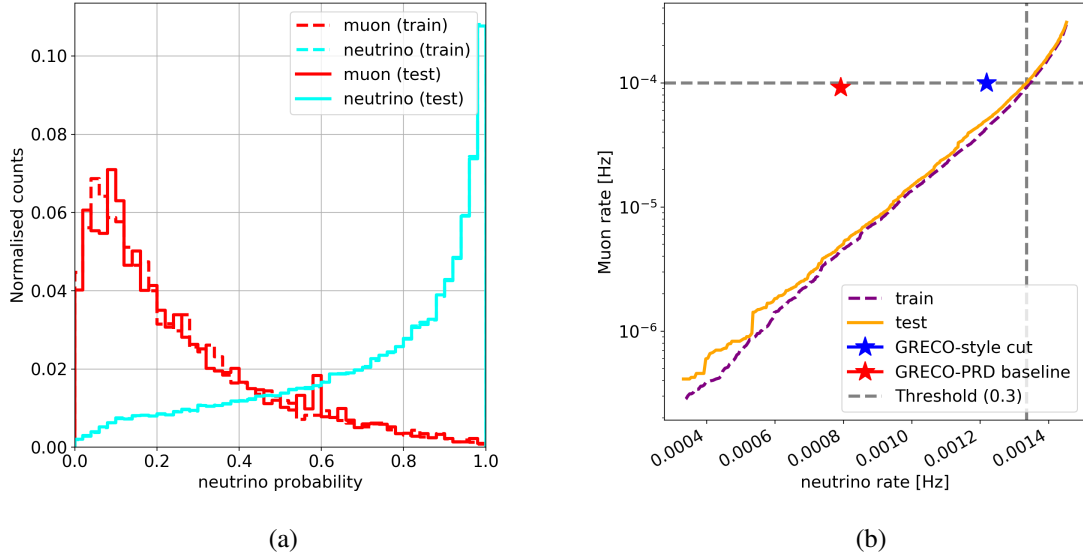 muon (train)
neutrino (train)
muon (test)
neutrino (test)
0.10
0.08
0.06
0.04
0.02
0.00
Normalised counts
0.0
0.2
0.4
0.6
0.8
1.0
neutrino probability
(a)
10⁻⁴
10⁻⁵
10⁻⁶
Muon rate [Hz]
train
test
GRECO-style cut
GRECO-PRD baseline
Threshold (0.3)
0.0004
0.0006
0.0008
0.0010
0.0012
0.0014
neutrino rate [Hz]
(b)